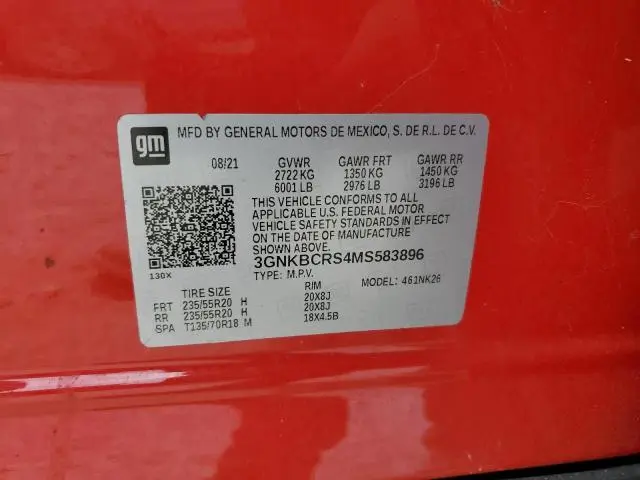 gm
MFD BY GENERAL MOTORS DE MEXICO, S. DE R.L. DE C.V.
08/21 GVWR GAWR FRT GAWR RR
2722 KG 1350 KG 1450 KG
6001 LB 2976 LB 3196 LB
THIS VEHICLE CONFORMS TO ALL
APPLICABLE U.S. FEDERAL MOTOR
VEHICLE SAFETY STANDARDS IN EFFECT
ON THE DATE OF MANUFACTURE
SHOWN ABOVE.
3GNKBCRS4MS583896
130X TYPE: M.P.V. MODEL: 461NK26
TIRE SIZE RIM
FRT 235/55R20 H 20X8J
RR 235/55R20 H 20X8J
SPA T135/70R18 M 18X4.5B